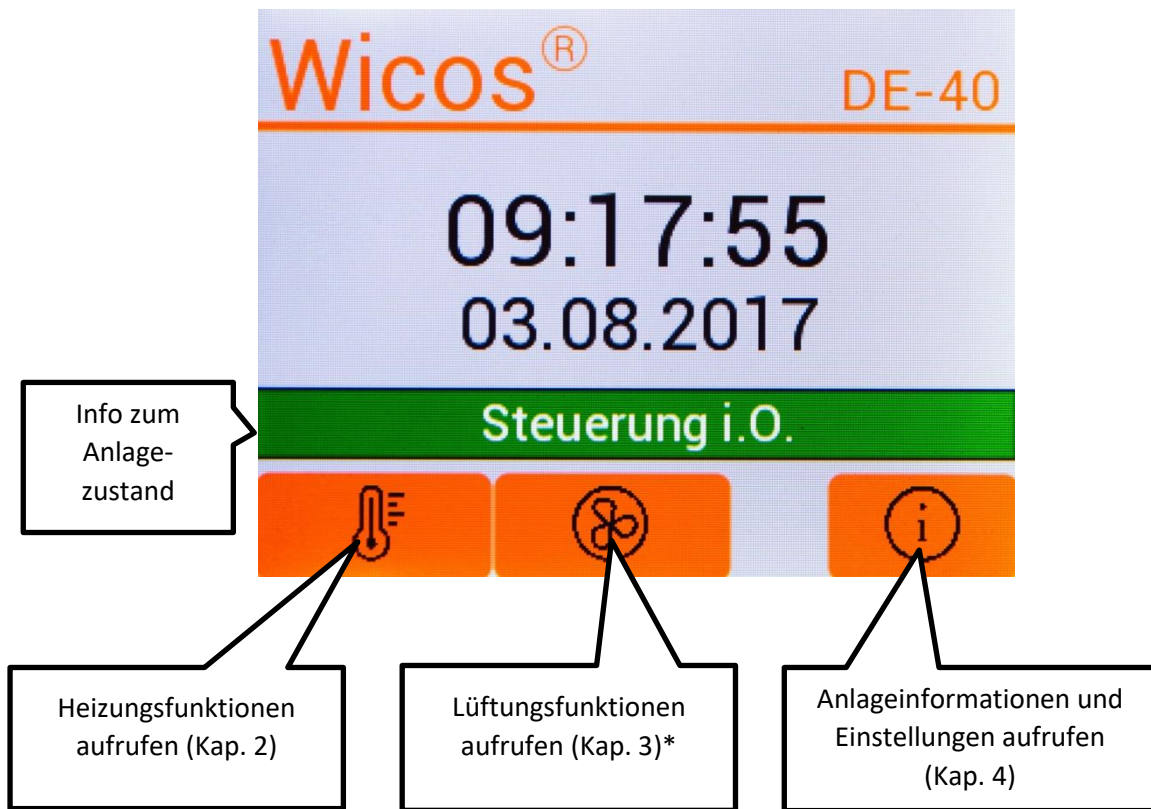 Wicos®
DE-40
09:17:55
03.08.2017
Steuerung i.O.
Info zum
Anlage-
zustand
i
Heizungsfunktionen
aufrufen (Kap. 2)
Lüftungsfunktionen
aufrufen (Kap. 3)*
Anlageinformationen und
Einstellungen aufrufen
(Kap. 4)